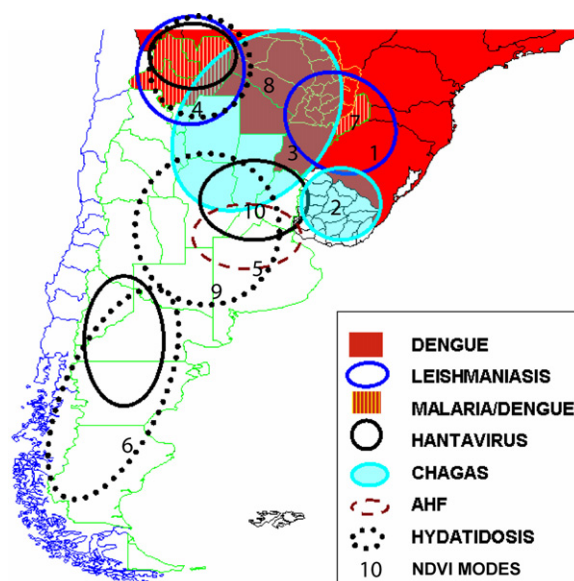 8
4
7
3
1
2
10
5
9
6
DENGUE
LEISHMANIASIS
MALARIA/DENGUE
HANTAVIRUS
CHAGAS
AHF
HYDATIDOSIS
10 NDVI MODES